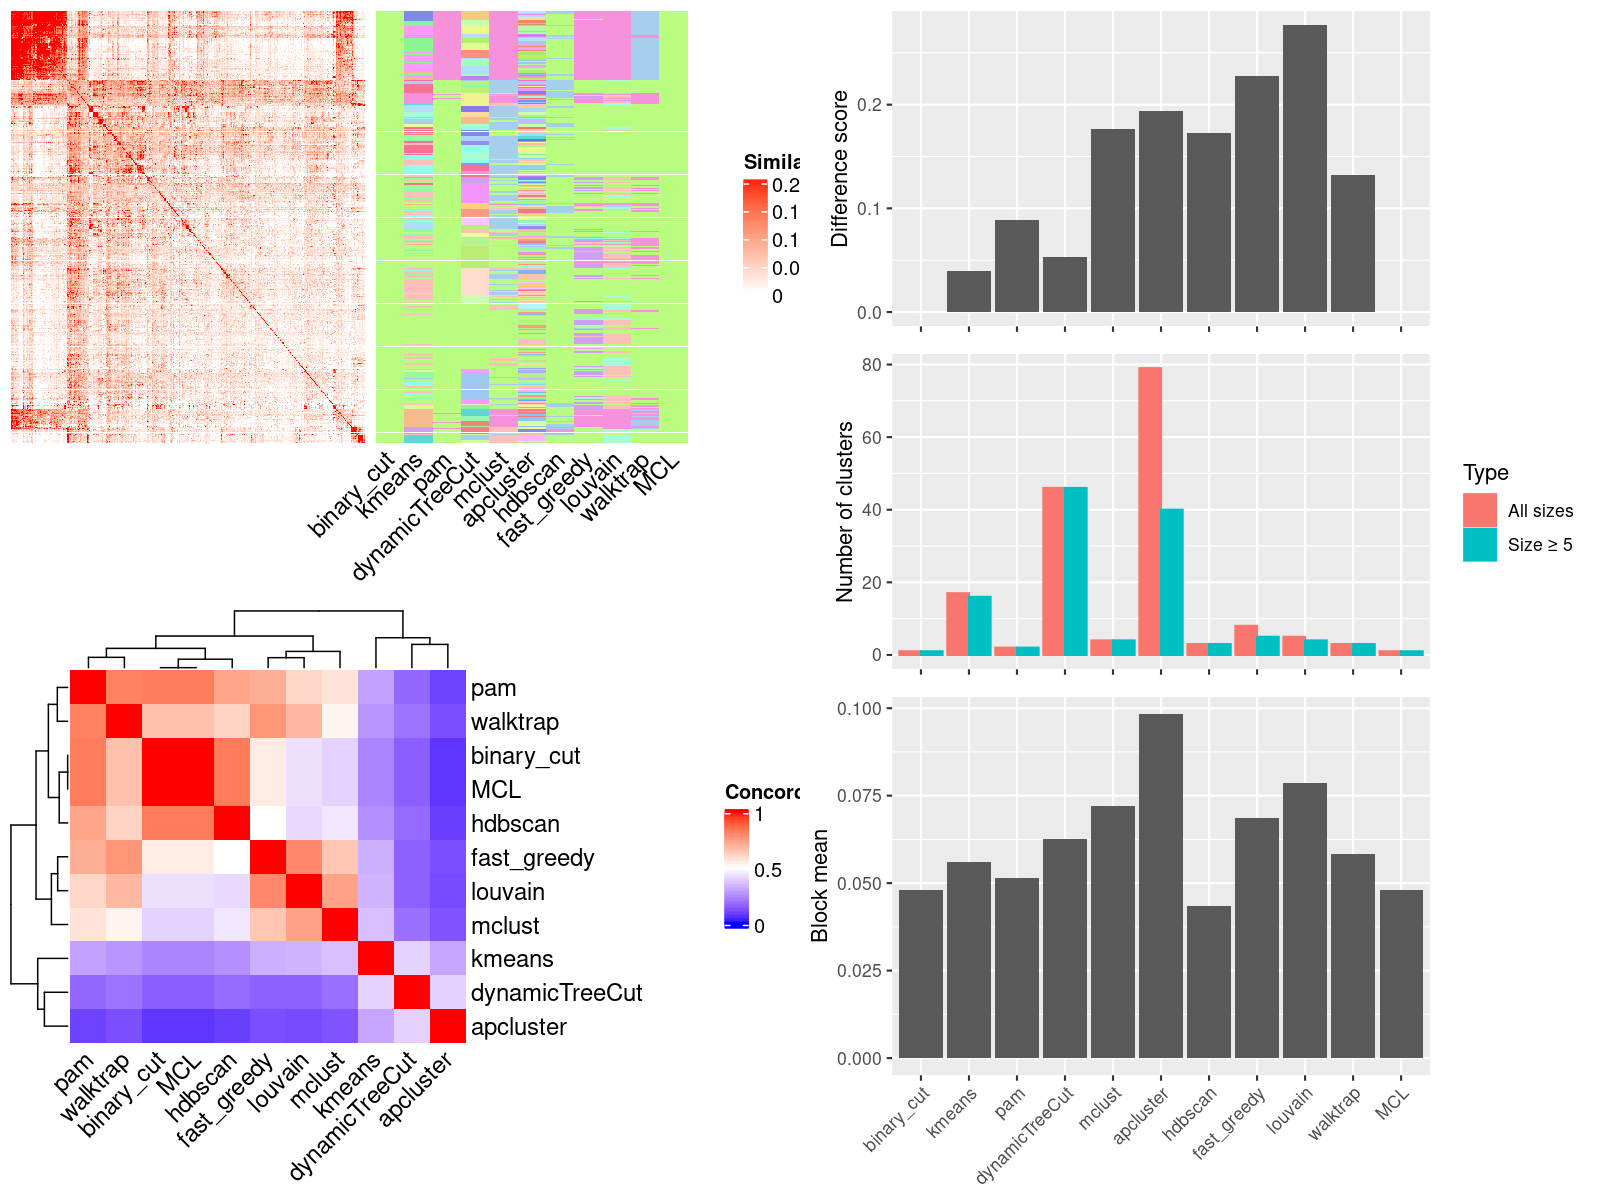 Simila
0.2
0.1
0.1
0.0
0
binary_cut
kmeans
pam
dynamicTreeCut
mclust
apcluster
hdbscan
fast_greedy
louvain
walktrap
MCL
pam
walktrap
binary_cut
MCL
hdbscan
fast_greedy
louvain
mclust
kmeans
dynamicTreeCut
apcluster
pam
walktrap
binary_cut
MCL
hdbscan
fast_greedy
louvain
mclust
kmeans
dynamicTreeCut
apcluster
Concord
1
0.5
0
Difference score
0.2
0.1
0.0
Number of clusters
80
60
40
20
0
Type
All sizes
Size ≥ 5
Block mean
0.100
0.075
0.050
0.025
0.000
binary_cut
kmeans
pam
dynamicTreeCut
mclust
apcluster
hdbscan
fast_greedy
louvain
walktrap
MCL